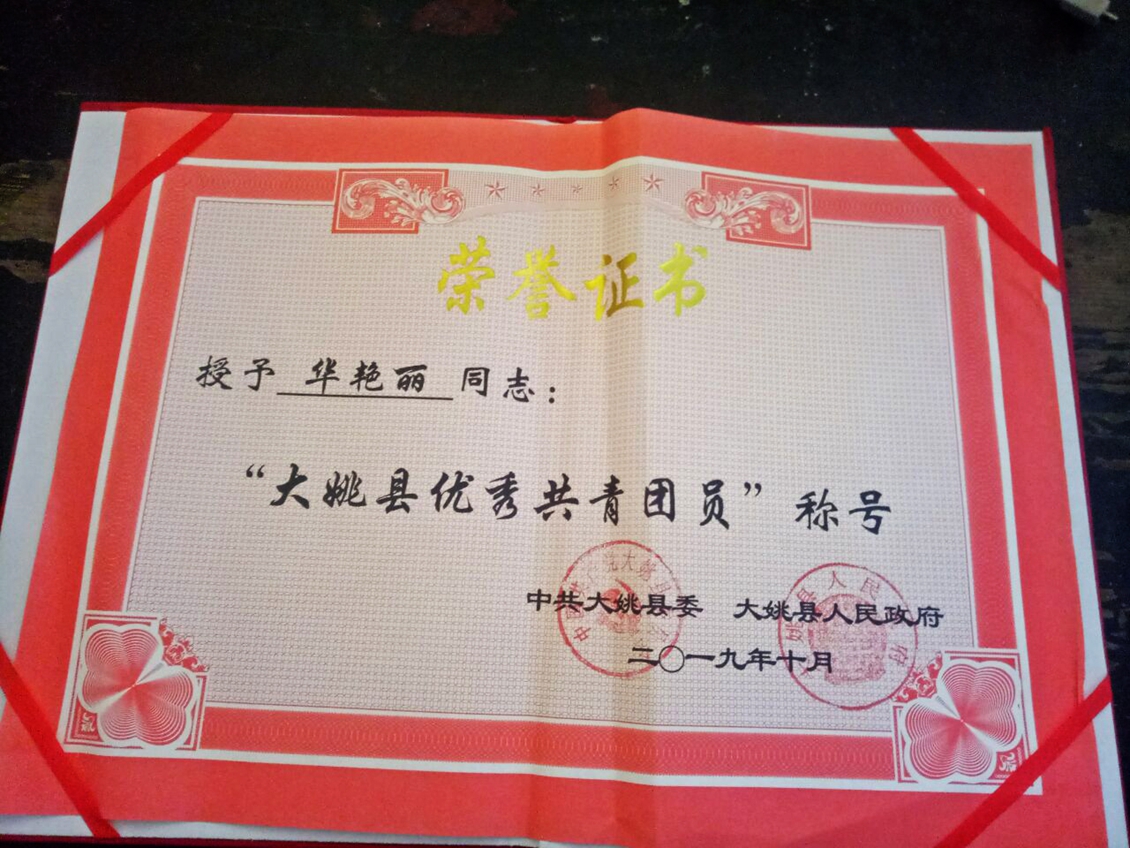 荣誉证书
授予 华艳丽 同志：
“大姚县优秀共青团员”称号
中共大姚县委 大姚县人民政府
二〇一九年十月